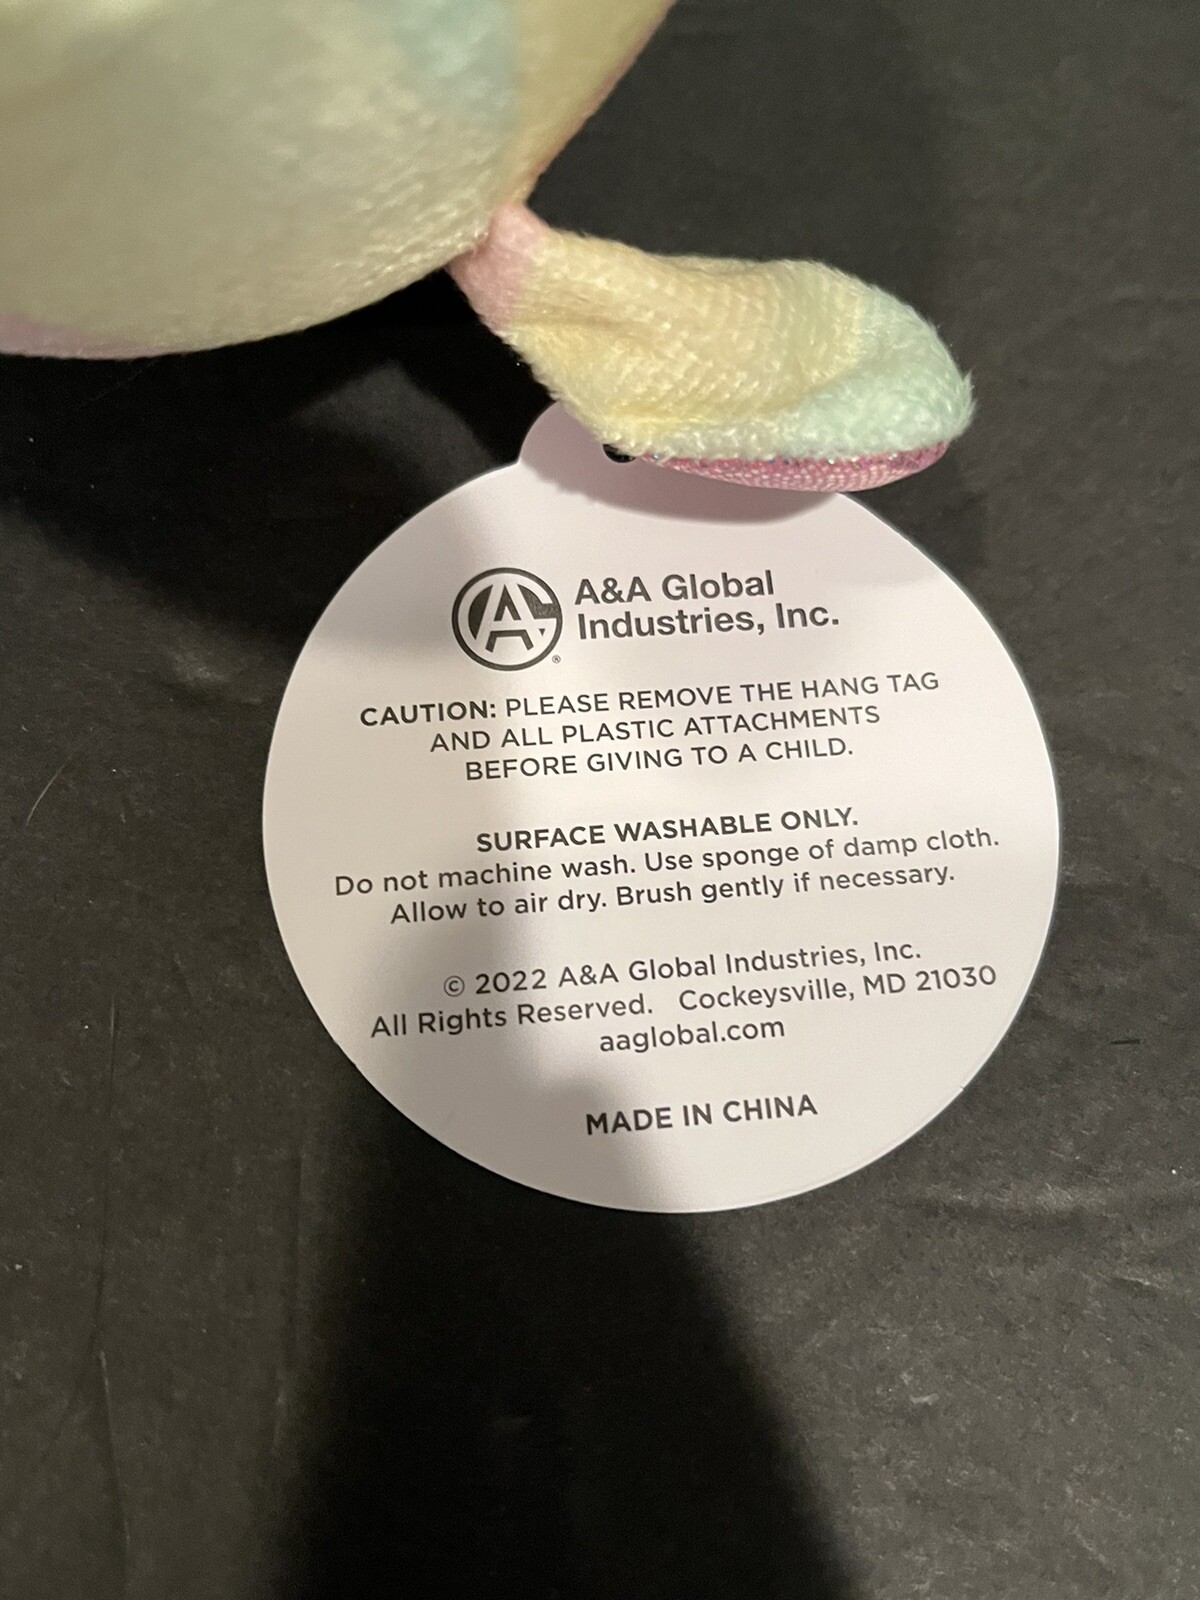 A&A Global
Industries, Inc.
®
CAUTION: PLEASE REMOVE THE HANG TAG
AND ALL PLASTIC ATTACHMENTS
BEFORE GIVING TO A CHILD.
SURFACE WASHABLE ONLY.
Do not machine wash. Use sponge of damp cloth.
Allow to air dry. Brush gently if necessary.
© 2022 A&A Global Industries, Inc.
All Rights Reserved. Cockeysville, MD 21030
aaglobal.com
MADE IN CHINA